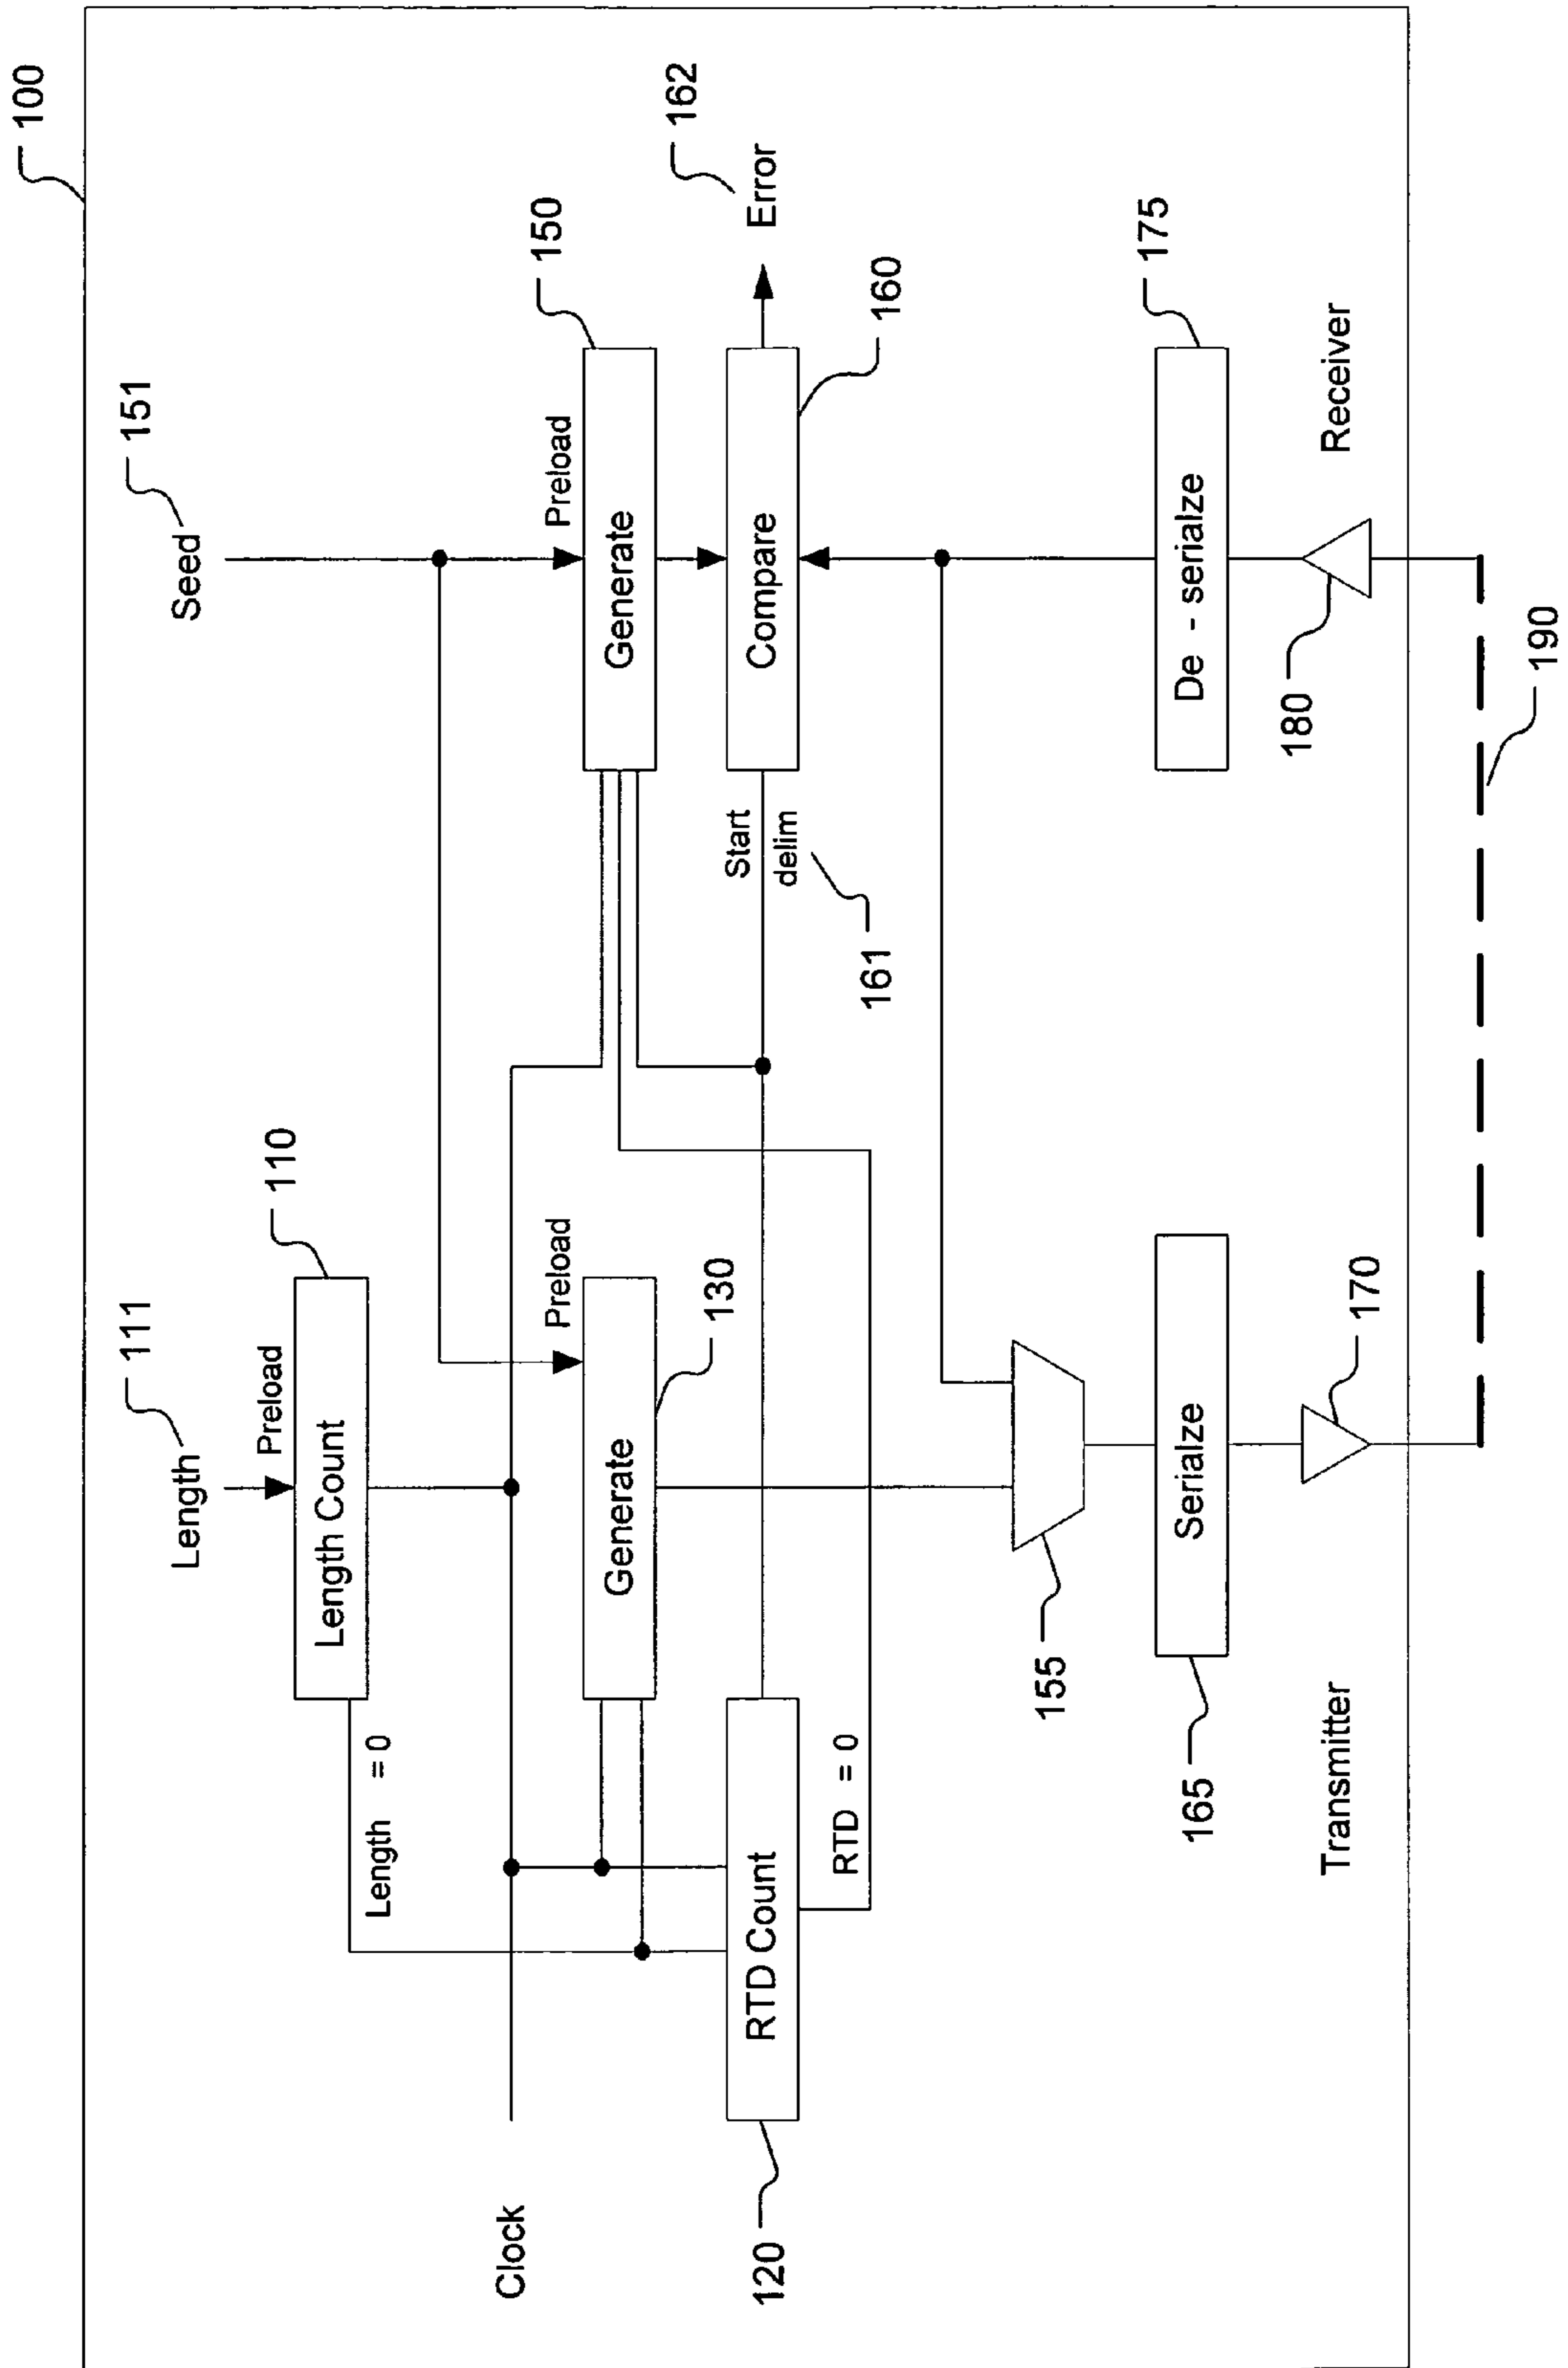 100
Length
111
Seed
151
Preload
Length Count
110
Length = 0
Clock
Preload
Generate
130
Preload
Generate
150
RTD Count
120
RTD = 0
Start
delim
161
Compare
160
Error
162
155
Serialze
165
De - serialze
175
Transmitter
170
180
Receiver
190